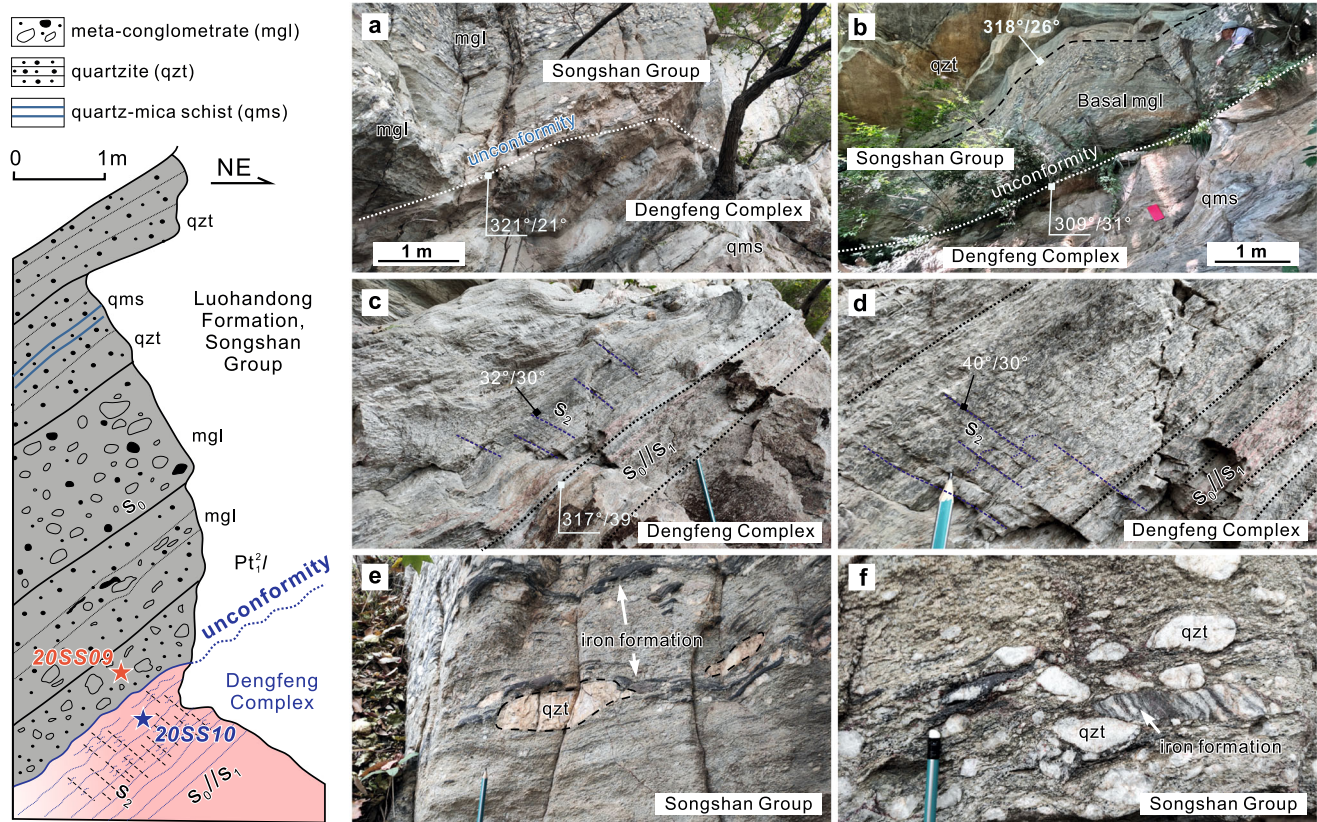 meta-conglometrate (mgl)
quartzite (qzt)
quartz-mica schist (qms)
0 1m
NE
qzt
qms
qzt
Luohandong
Formation,
Songshan
Group
mgl
S₀
mgl
Pt₁²l
unconformity
20SS09
Dengfeng
Complex
20SS10
S₂
S₀//S₁
a
mgl
Songshan Group
mgl
unconformity
321°/21°
Dengfeng Complex
qms
1 m
b
318°/26°
qzt
Basal mgl
Songshan Group
unconformity
qms
309°/31°
Dengfeng Complex
1 m
c
32°/30°
S₂
S₀//S₁
317°/39°
Dengfeng Complex
d
40°/30°
S₂
S₀//S₁
Dengfeng Complex
e
iron formation
qzt
Songshan Group
f
qzt
qzt
iron formation
Songshan Group